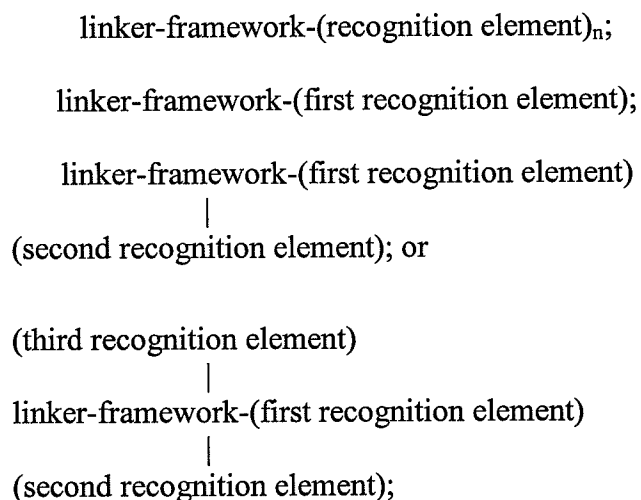 linker-framework-(recognition element)n;
linker-framework-(first recognition element);
linker-framework-(first recognition element)
|
(second recognition element); or
(third recognition element)
|
linker-framework-(first recognition element)
|
(second recognition element);